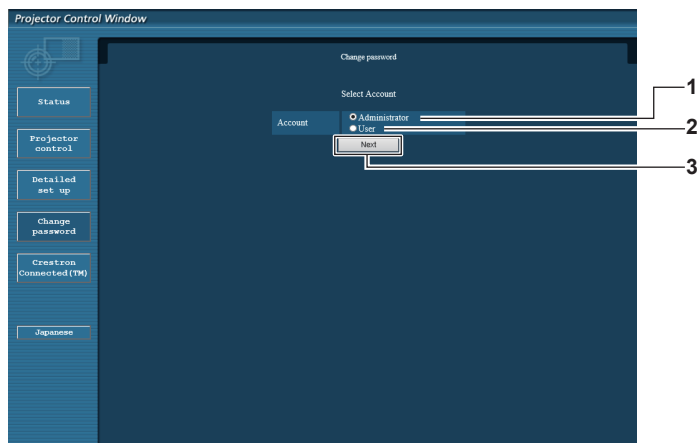 Projector Control Window
Change password
Select Account
Account
Administrator
User
Next
Status
Projector
control
Detailed
set up
Change
password
Crestron
Connected(TM)
Japanese
1
2
3